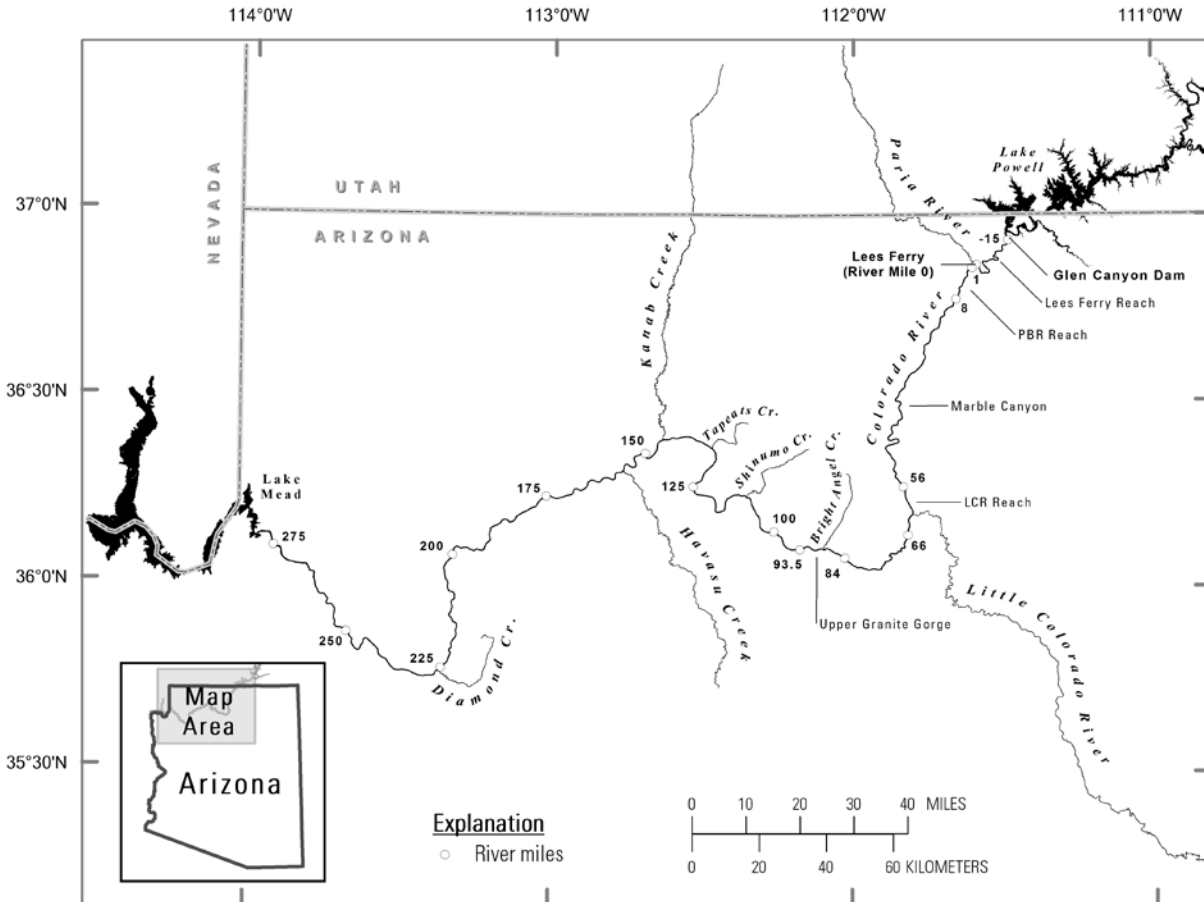 114°0'W
113°0'W
112°0'W
111°0'W
37°0'N
36°30'N
36°0'N
35°30'N
NEVADA
UTAH
ARIZONA
Lake
Powell
Paria River
-15
Lees Ferry
(River Mile 0)
1
Glen Canyon Dam
Lees Ferry Reach
8
PBR Reach
Colorado River
Marble Canyon
Kanab Creek
Tapeats Cr.
Shinumo Cr.
Bright Angel Cr.
150
125
175
56
LCR Reach
Lake
Mead
275
100
66
200
93.5
84
Havasu Creek
Upper Granite Gorge
Little Colorado River
250
225
Diamond Cr.
Map
Area
Arizona
Explanation
River miles
0 10 20 30 40 MILES
0 20 40 60 KILOMETERS